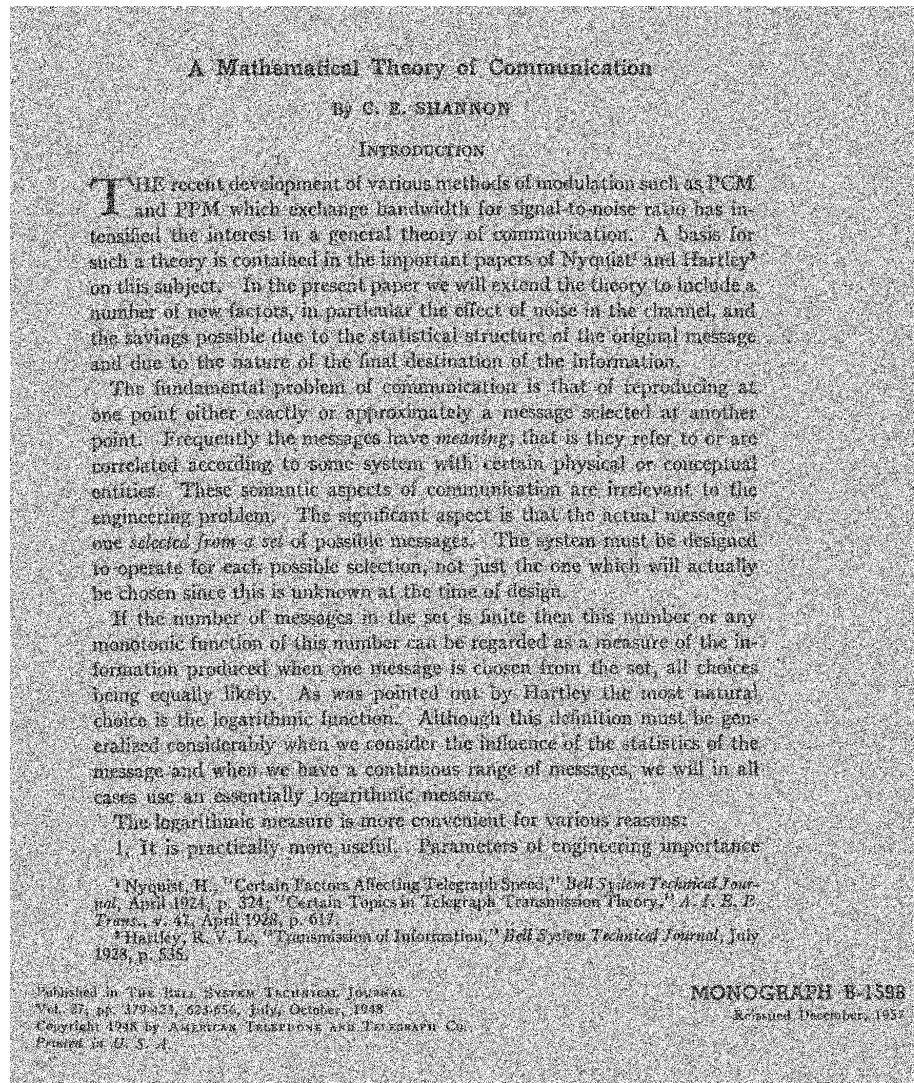 A Mathematical Theory of Communication
By C. E. SHANNON
INTRODUCTION
THE recent development of various methods of modulation such as PCM
and PPM which exchange bandwidth for signal-to-noise ratio has in-
tensified the interest in a general theory of communication. A basis for
such a theory is contained in the important papers of Nyquist¹ and Hartley²
on this subject. In the present paper we will extend the theory to include a
number of new factors, in particular the effect of noise in the channel, and
the savings possible due to the statistical structure of the original message
and due to the nature of the final destination of the information.
The fundamental problem of communication is that of reproducing at
one point either exactly or approximately a message selected at another
point. Frequently the messages have meaning; that is they refer to or are
correlated according to some system with certain physical or conceptual
entities. These semantic aspects of communication are irrelevant to the
engineering problem. The significant aspect is that the actual message is
one selected from a set of possible messages. The system must be designed
to operate for each possible selection, not just the one which will actually
be chosen since this is unknown at the time of design.
If the number of messages in the set is finite then this number or any
monotonic function of this number can be regarded as a measure of the in-
formation produced when one message is chosen from the set, all choices
being equally likely. As was pointed out by Hartley the most natural
choice is the logarithmic function. Although this definition must be gen-
eralized considerably when we consider the influence of the statistics of the
message and when we have a continuous range of messages, we will in all
cases use an essentially logarithmic measure.
The logarithmic measure is more convenient for various reasons:
1. It is practically more useful. Parameters of engineering importance
¹ Nyquist, H., "Certain Factors Affecting Telegraph Speed," Bell System Technical Jour-
nal, April 1924, p. 324; "Certain Topics in Telegraph Transmission Theory," A. I. E. E.
Trans., v. 47, April 1928, p. 617.
² Hartley, R. V. L., "Transmission of Information," Bell System Technical Journal, July
1928, p. 535.
Published in THE BELL SYSTEM TECHNICAL JOURNAL
Vol. 27, pp. 379-423, 623-656, July, October, 1948
Copyright 1948 by AMERICAN TELEPHONE AND TELEGRAPH CO.
Printed in U. S. A.
MONOGRAPH B-1598
Reissued December, 1957